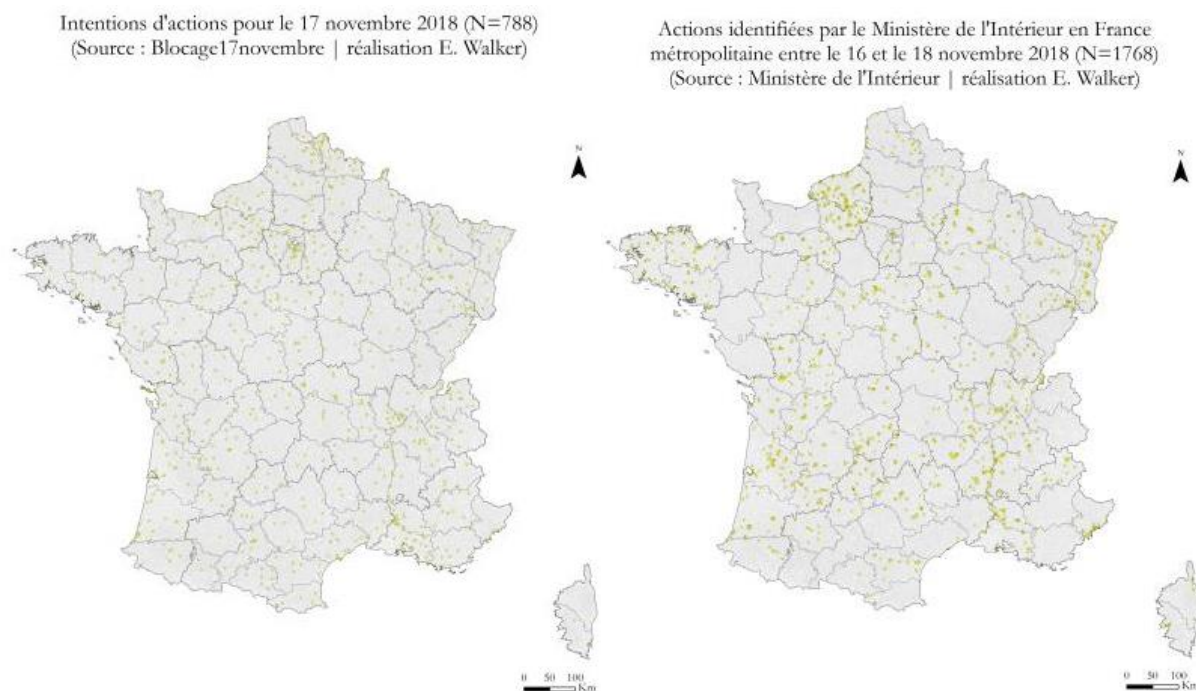 Intentions d'actions pour le 17 novembre 2018 (N=788)
(Source : Blocage17novembre | réalisation E. Walker)
Actions identifiées par le Ministère de l'Intérieur en France
métropolitaine entre le 16 et le 18 novembre 2018 (N=1768)
(Source : Ministère de l'Intérieur | réalisation E. Walker)
N
N
0 50 100
Km
0 50 100
Km